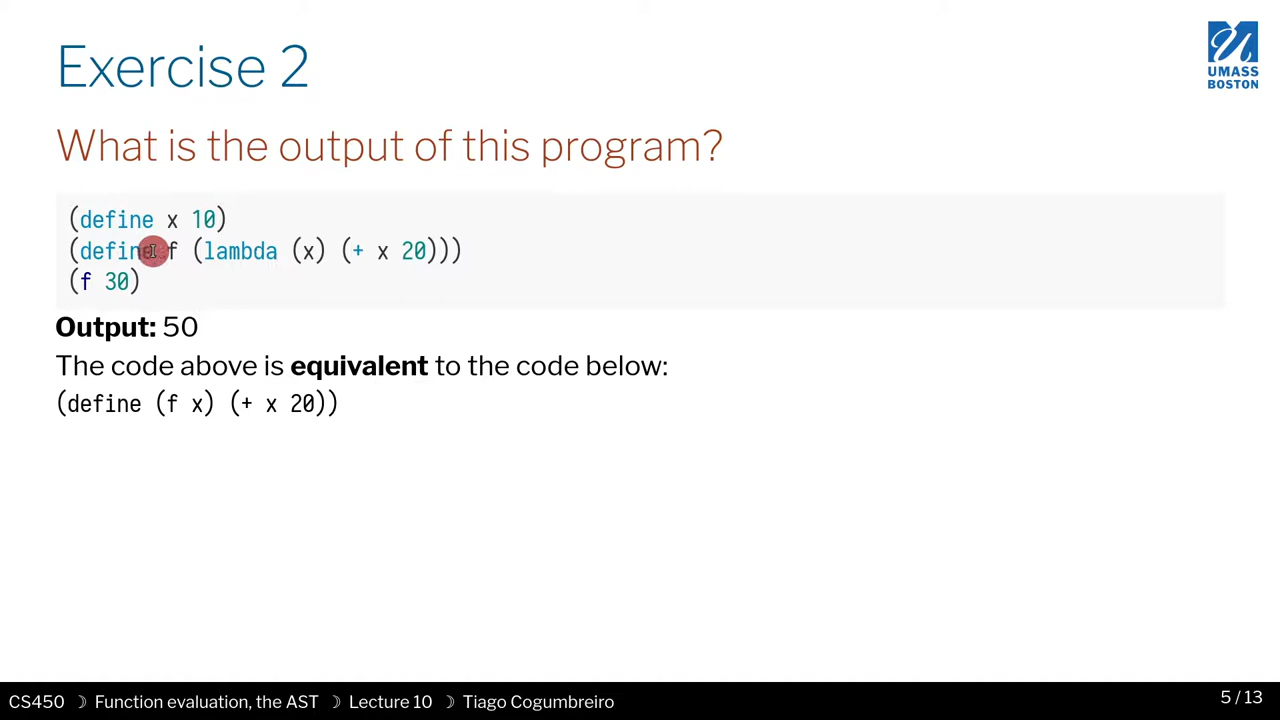 Exercise 2
UMASS
BOSTON
What is the output of this program?
(define x 10)
(define f (lambda (x) (+ x 20)))
(f 30)
Output: 50
The code above is equivalent to the code below:
(define (f x) (+ x 20))
CS450 ☽ Function evaluation, the AST ☽ Lecture 10 ☽ Tiago Cogumbreiro
5 / 13